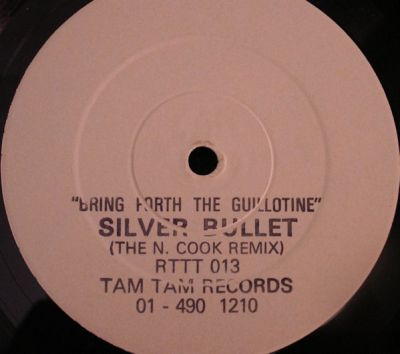 "BRING FORTH THE GUILLOTINE"
SILVER BULLET
(THE N. COOK REMIX)
RTTT 013
TAM TAM RECORDS
01 - 490 1210